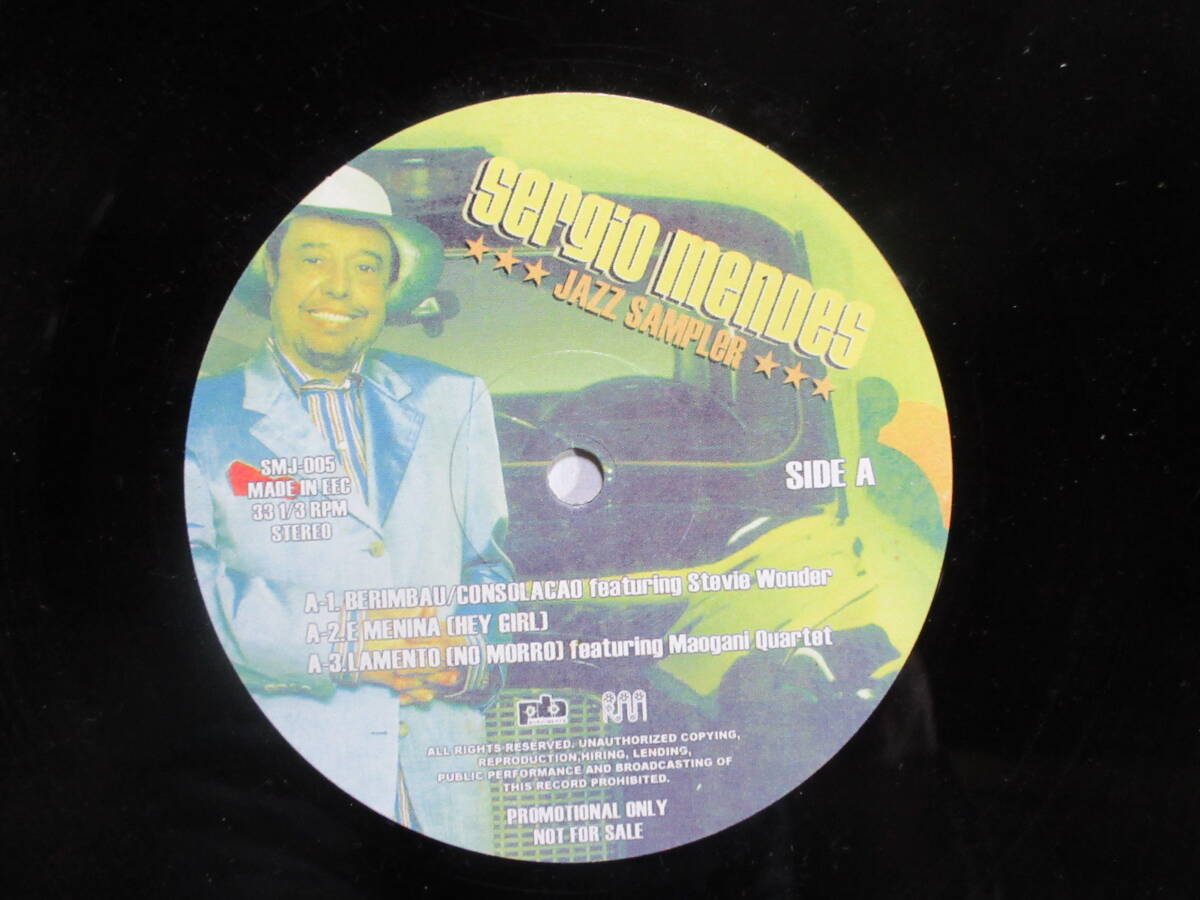 sergio mendes
JAZZ SAMPLER
SMJ-005
MADE IN EEC
33 1/3 RPM
STEREO
SIDE A
A-1. BERIMBAU/CONSOLACAO featuring Stevie Wonder
A-2.E MENINA (HEY GIRL)
A-3.LAMENTO (NO MORRO) featuring Maogani Quartet
ALL RIGHTS RESERVED. UNAUTHORIZED COPYING,
REPRODUCTION,HIRING, LENDING,
PUBLIC PERFORMANCE AND BROADCASTING OF
THIS RECORD PROHIBITED.
PROMOTIONAL ONLY
NOT FOR SALE